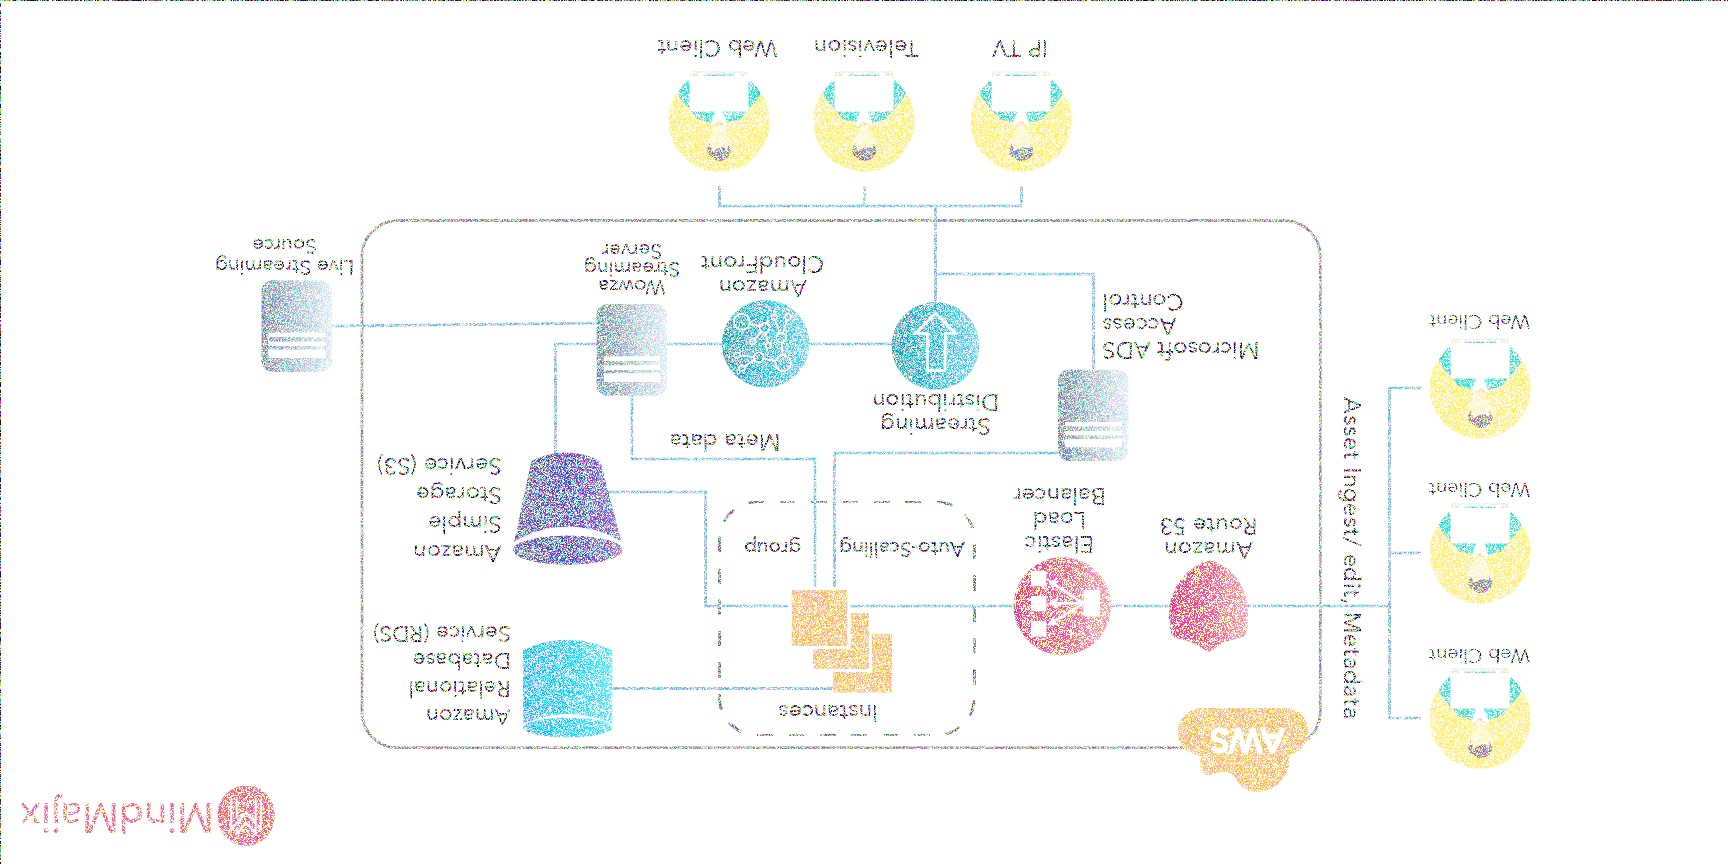 MindMajix
AWS
Web Client
Asset Ingest/ edit, Metadata
Instances
Amazon
Relational
Database
Service (RDS)
Amazon
Route 53
Elastic
Load
Balancer
Auto-Scalling
group
Amazon
Simple
Storage
Service (S3)
Web Client
Web Client
Meta data
Streaming
Distribution
Microsoft ADS
Access
Control
Amazon
CloudFront
Wowza
Streaming
Server
Live Streaming
Source
IP TV
Television
Web Client